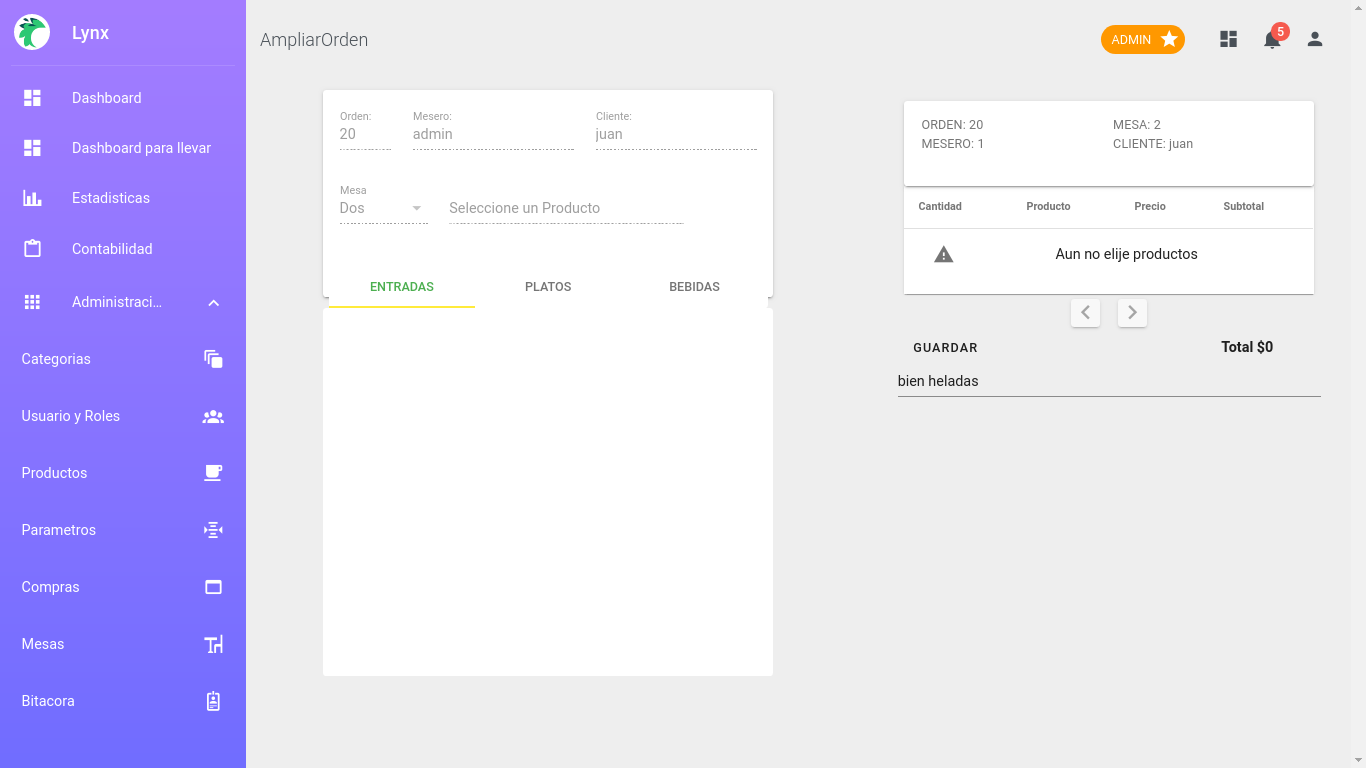 Lynx
Dashboard
Dashboard para llevar
Estadisticas
Contabilidad
Administraci...
Categorias
Usuario y Roles
Productos
Parametros
Compras
Mesas
Bitacora
AmpliarOrden
ADMIN
5
Orden: Mesero: Cliente:
20 admin juan
Mesa
Dos Seleccione un Producto
ENTRADAS PLATOS BEBIDAS
ORDEN: 20 MESA: 2
MESERO: 1 CLIENTE: juan
Cantidad Producto Precio Subtotal
Aun no elije productos
GUARDAR Total $0
bien heladas